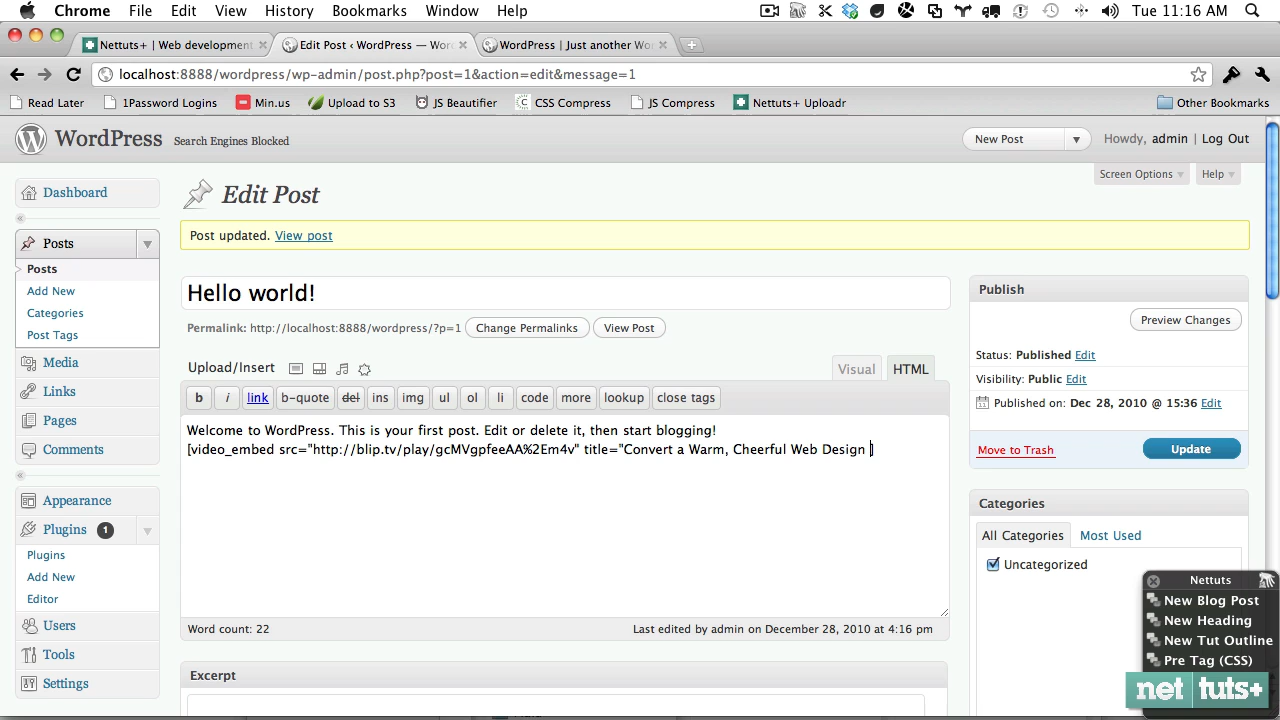 Chrome File Edit View History Bookmarks Window Help Tue 11:16 AM
Nettuts+ | Web development Edit Post ‹ WordPress — Wor WordPress | Just another Wor
localhost:8888/wordpress/wp-admin/post.php?post=1&action=edit&message=1
Read Later 1Password Logins Min.us Upload to S3 JS Beautifier CSS Compress JS Compress Nettuts+ Uploadr Other Bookmarks
WordPress Search Engines Blocked New Post Howdy, admin | Log Out
Screen Options Help
Dashboard
Edit Post
Post updated. View post
Posts
Posts
Add New
Categories
Post Tags
Media
Links
Pages
Comments
Appearance
Plugins 1
Plugins
Add New
Editor
Users
Tools
Settings
Hello world!
Permalink: http://localhost:8888/wordpress/?p=1 Change Permalinks View Post
Upload/Insert Visual HTML
b i link b-quote del ins img ul ol li code more lookup close tags
Welcome to WordPress. This is your first post. Edit or delete it, then start blogging!
[video_embed src="http://blip.tv/play/gcMVgpfeeAA%2Em4v" title="Convert a Warm, Cheerful Web Design ]
Word count: 22 Last edited by admin on December 28, 2010 at 4:16 pm
Excerpt
Publish
Preview Changes
Status: Published Edit
Visibility: Public Edit
Published on: Dec 28, 2010 @ 15:36 Edit
Move to Trash Update
Categories
All Categories Most Used
Uncategorized
Nettuts
New Blog Post
New Heading
New Tut Outline
Pre Tag (CSS)
net tuts+